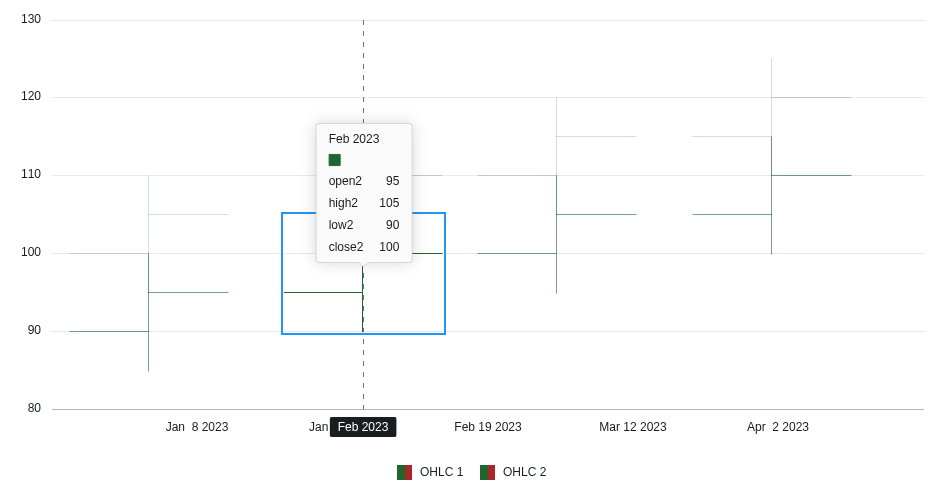 130
120
110
100
90
80
Feb 2023
open2 95
high2 105
low2 90
close2 100
Jan 8 2023
Jan
Feb 2023
Feb 19 2023
Mar 12 2023
Apr 2 2023
OHLC 1
OHLC 2